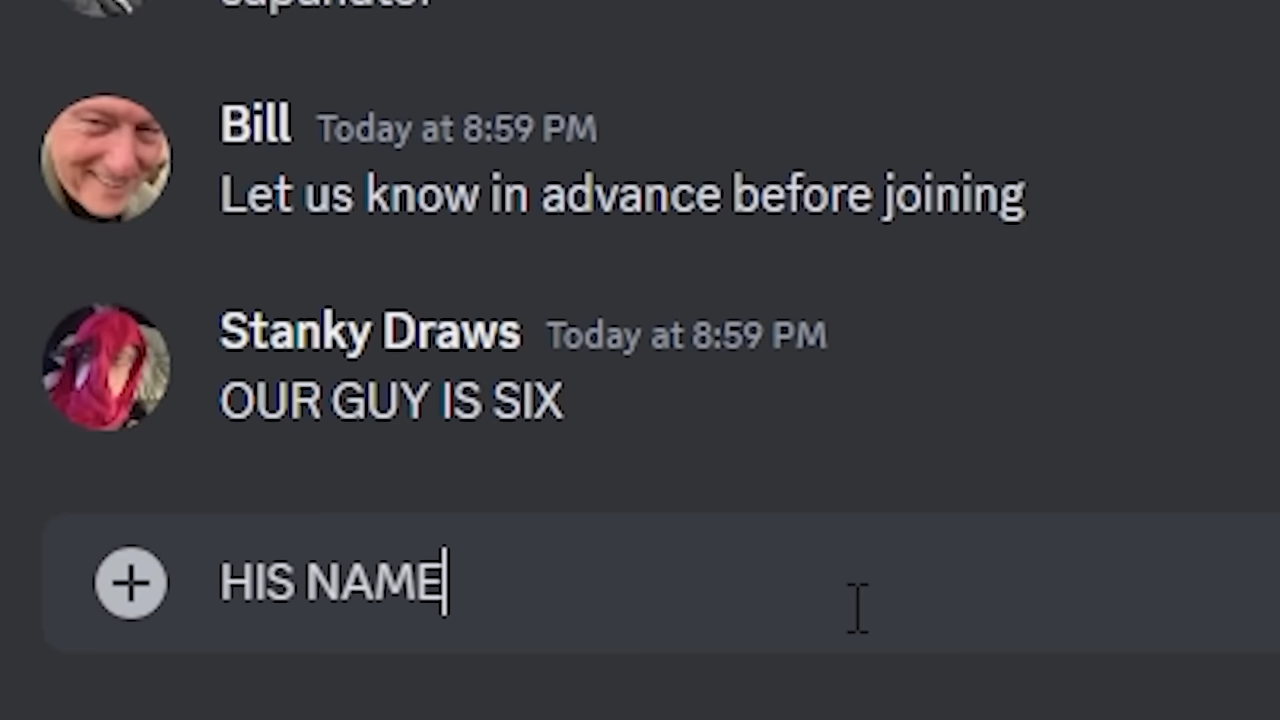 Bill Today at 8:59 PM
Let us know in advance before joining
Stanky Draws Today at 8:59 PM
OUR GUY IS SIX
HIS NAME